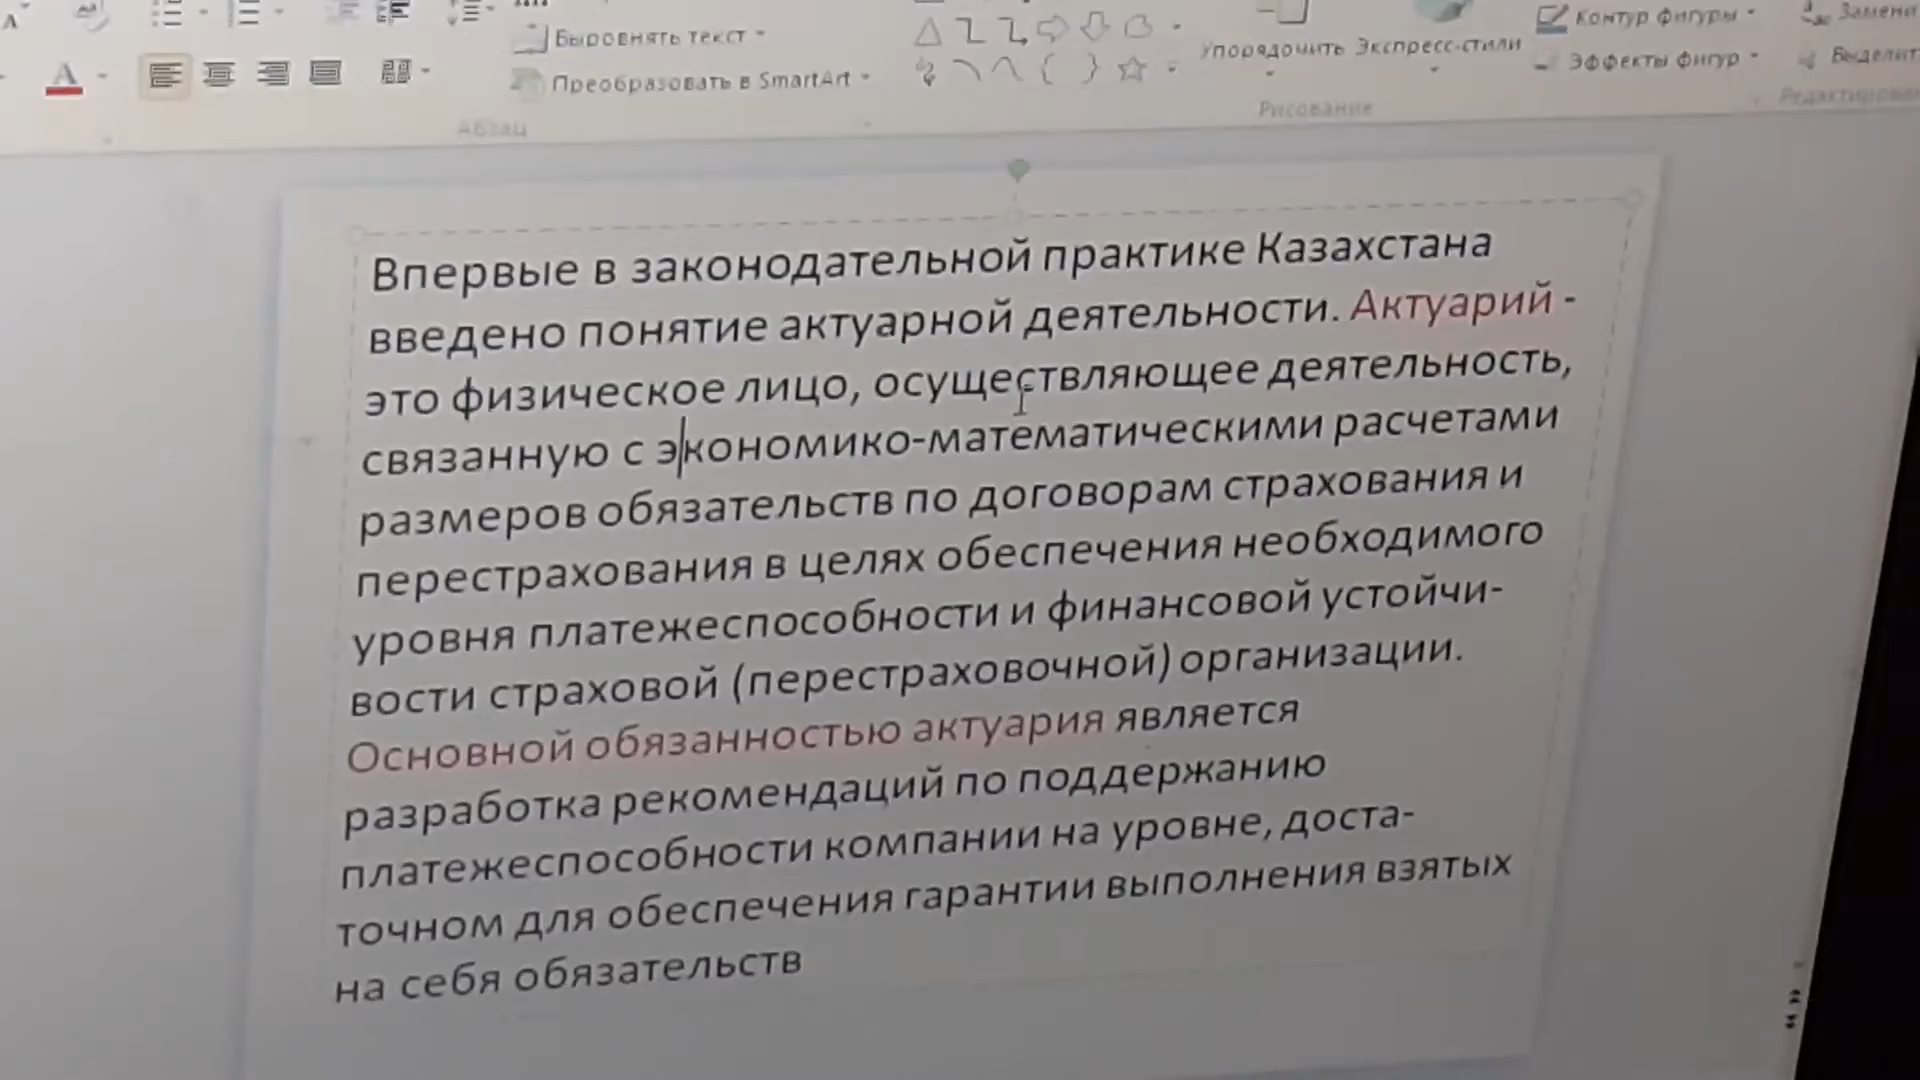 Выровнять текст
Преобразовать в SmartArt
Абзац
Упорядочить Экспресс-стили
Контур фигуры
Эффекты фигур
Рисование
Впервые в законодательной практике Казахстана
введено понятие актуарной деятельности. Актуарий -
это физическое лицо, осуществляющее деятельность,
связанную с экономико-математическими расчетами
размеров обязательств по договорам страхования и
перестрахования в целях обеспечения необходимого
уровня платежеспособности и финансовой устойчи-
вости страховой (перестраховочной) организации.
Основной обязанностью актуария является
разработка рекомендаций по поддержанию
платежеспособности компании на уровне, доста-
точном для обеспечения гарантии выполнения взятых
на себя обязательств